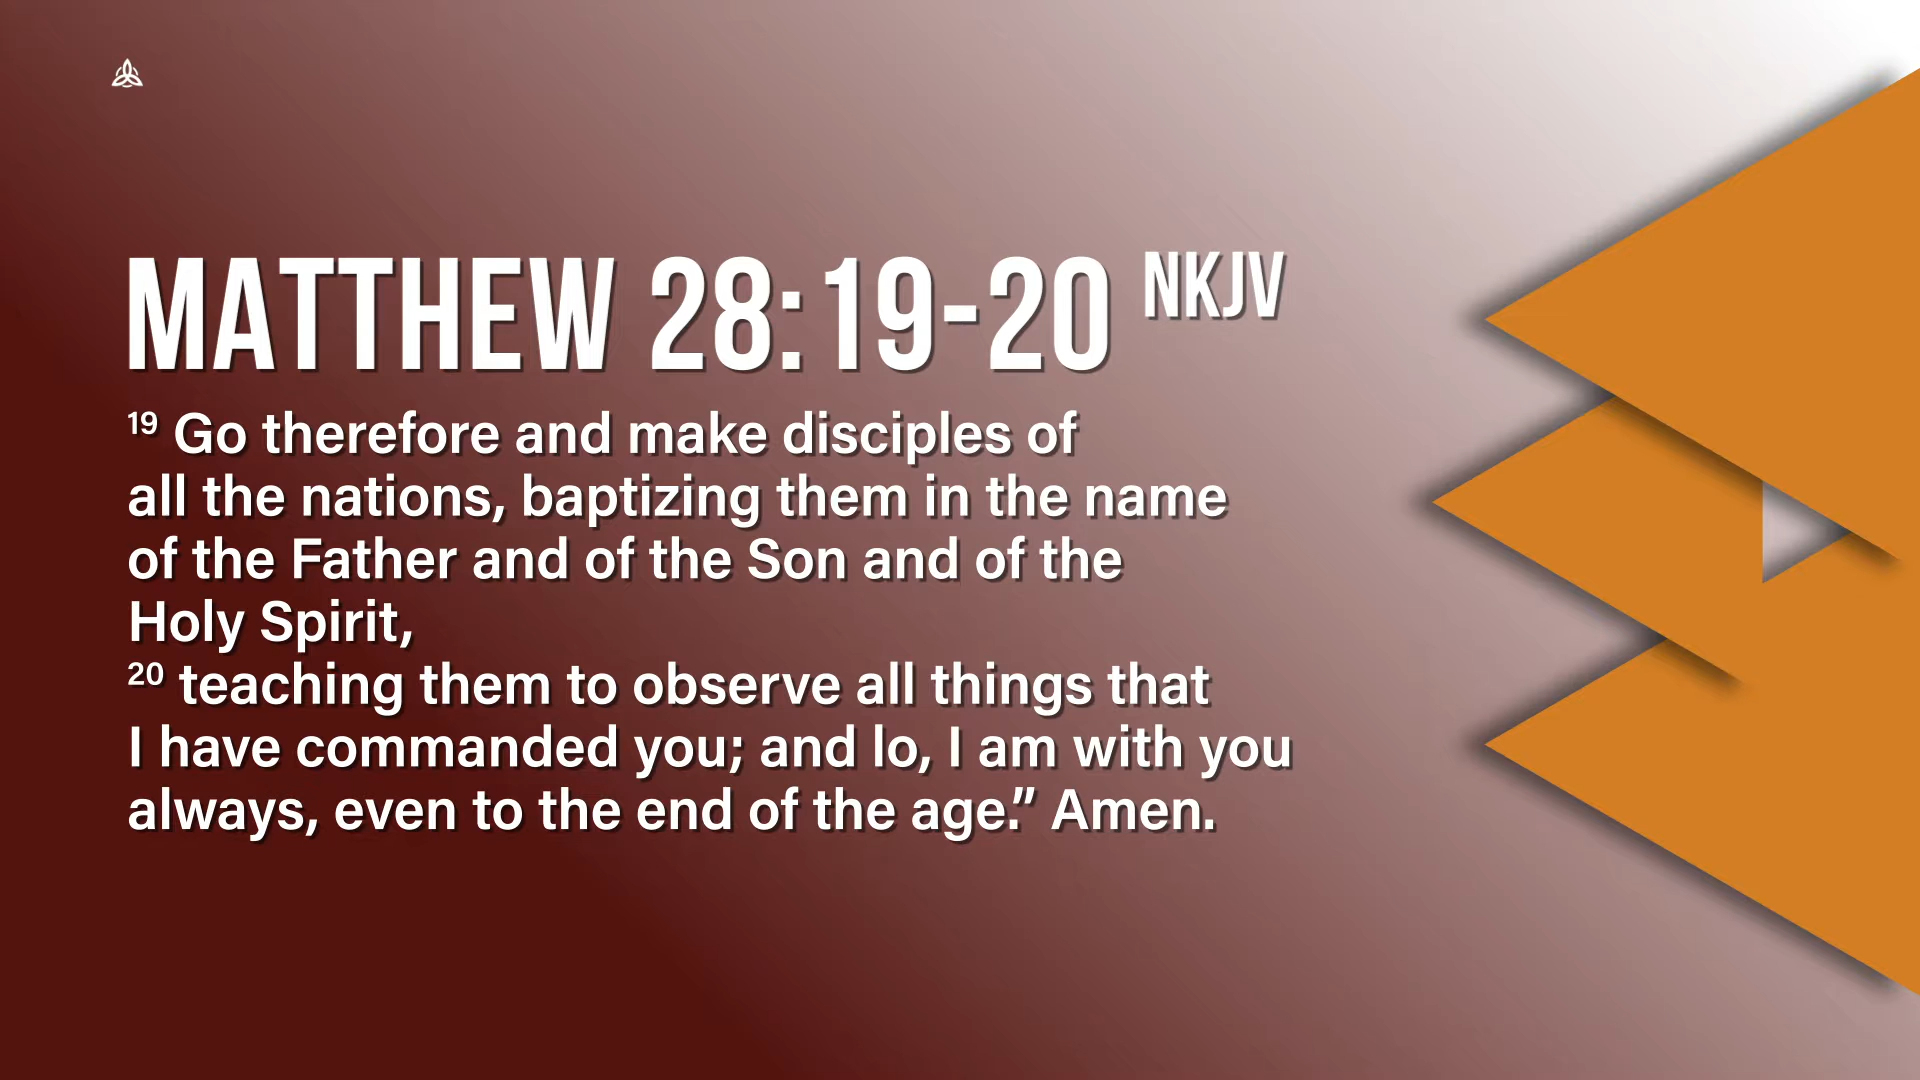 MATTHEW 28:19-20 NKJV
19 Go therefore and make disciples of
all the nations, baptizing them in the name
of the Father and of the Son and of the
Holy Spirit,
20 teaching them to observe all things that
I have commanded you; and lo, I am with you
always, even to the end of the age.” Amen.